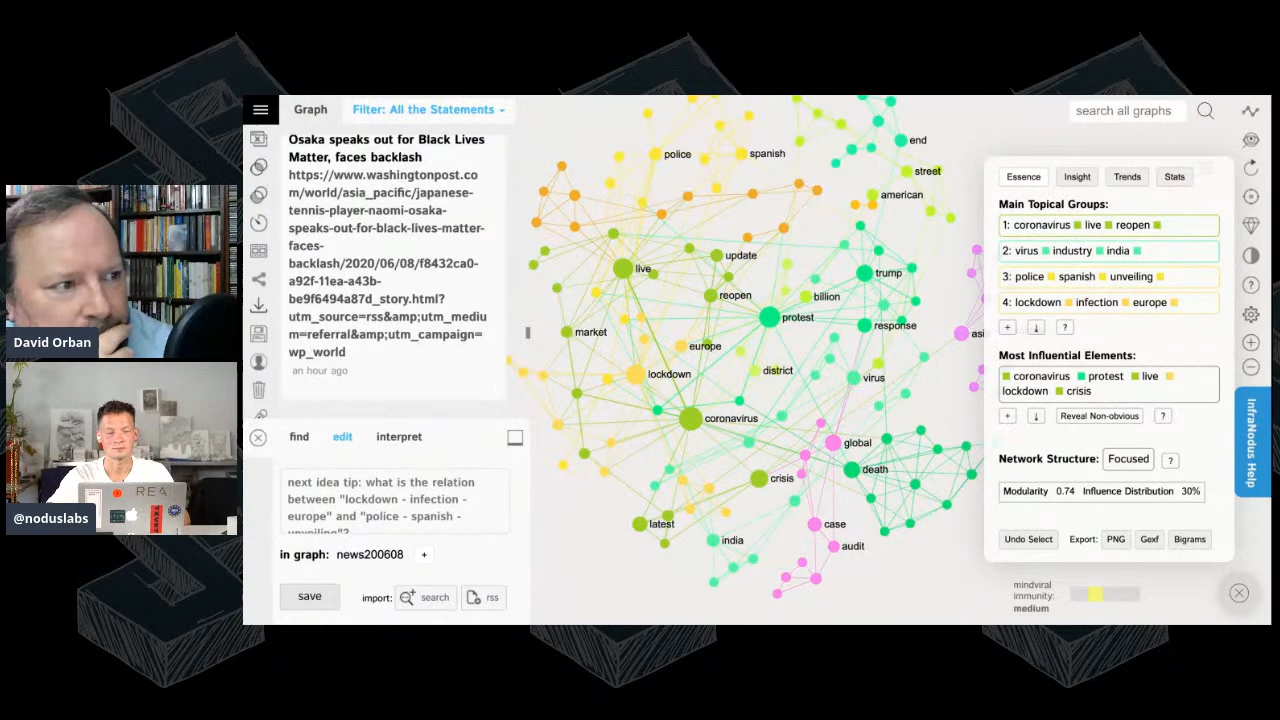 Graph
Filter: All the Statements
search all graphs
Osaka speaks out for Black Lives
Matter, faces backlash
https://www.washingtonpost.co
m/world/asia_pacific/japanese-
tennis-player-naomi-osaka-
speaks-out-for-black-lives-matter-
faces-
backlash/2020/06/08/f8432ca0-
a92f-11ea-a43b-
be9f6494a87d_story.html?
utm_source=rss&amp;utm_mediu
m=referral&amp;utm_campaign=
wp_world
an hour ago
find
edit
interpret
next idea tip: what is the relation
between "lockdown - infection -
europe" and "police - spanish -
unveiling"?
in graph: news200608 +
save
import:
search
rss
police
spanish
end
street
american
live
update
trump
reopen
billion
protest
response
market
europe
asi
lockdown
district
virus
coronavirus
global
crisis
death
latest
case
india
audit
Essence
Insight
Trends
Stats
Main Topical Groups:
1: coronavirus live reopen
2: virus industry india
3: police spanish unveiling
4: lockdown infection europe
+
?
Most Influential Elements:
coronavirus protest live
lockdown crisis
+
Reveal Non-obvious
?
Network Structure: Focused ?
Modularity 0.74 Influence Distribution 30%
Undo Select
Export:
PNG
Gexf
Bigrams
mindviral
immunity:
medium
InfraNodus Help
David Orban
REA
@noduslabs